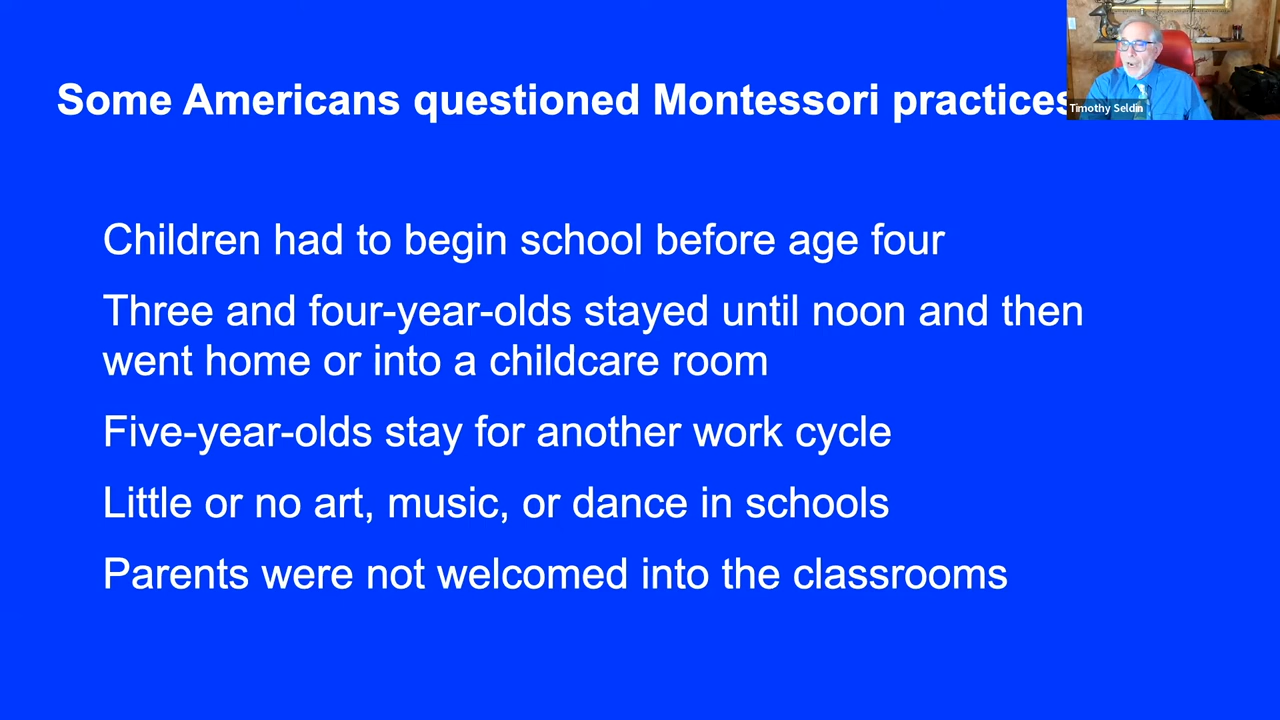 Some Americans questioned Montessori practices
Timothy Seldin
Children had to begin school before age four
Three and four-year-olds stayed until noon and then
went home or into a childcare room
Five-year-olds stay for another work cycle
Little or no art, music, or dance in schools
Parents were not welcomed into the classrooms